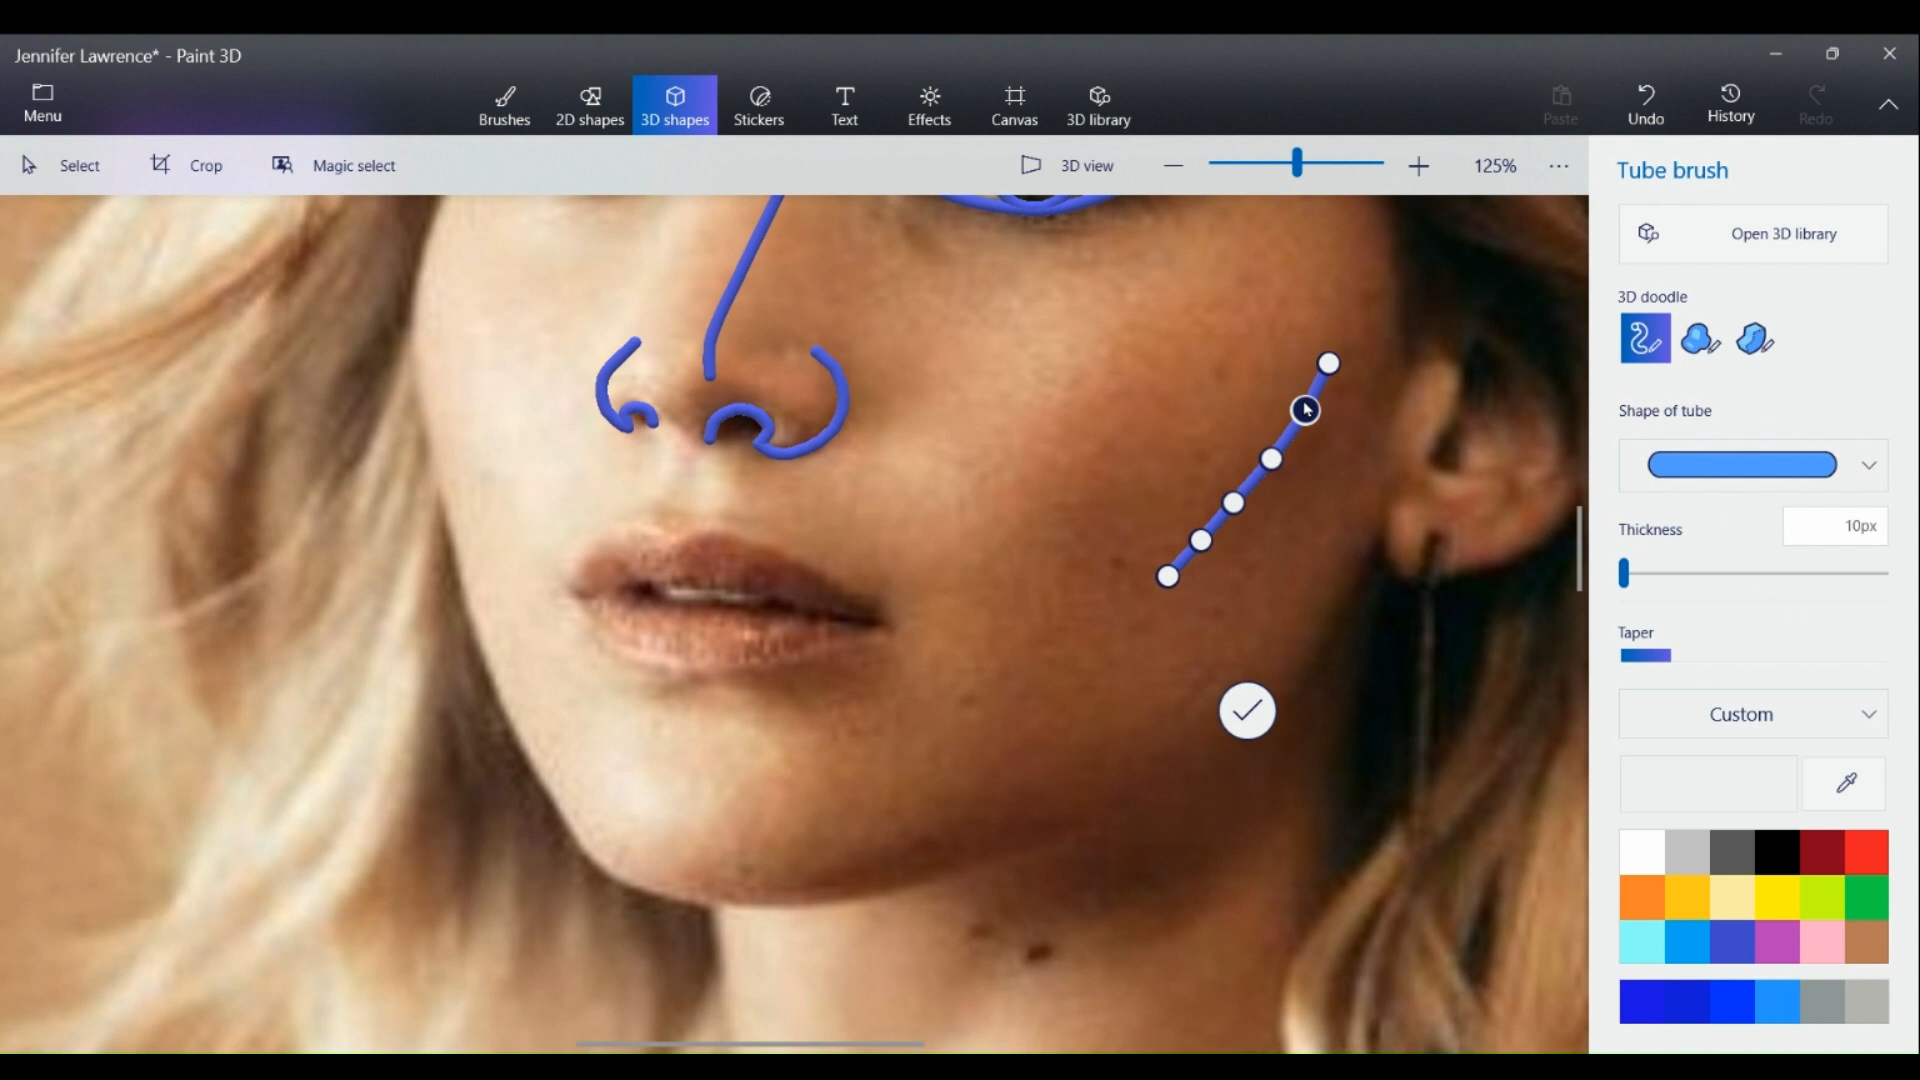 Jennifer Lawrence* - Paint 3D
Menu
Brushes
2D shapes
3D shapes
Stickers
Text
Effects
Canvas
3D library
Paste
Undo
History
Redo
Select
Crop
Magic select
3D view
125%
Tube brush
Open 3D library
3D doodle
Shape of tube
Thickness
10px
Taper
Custom